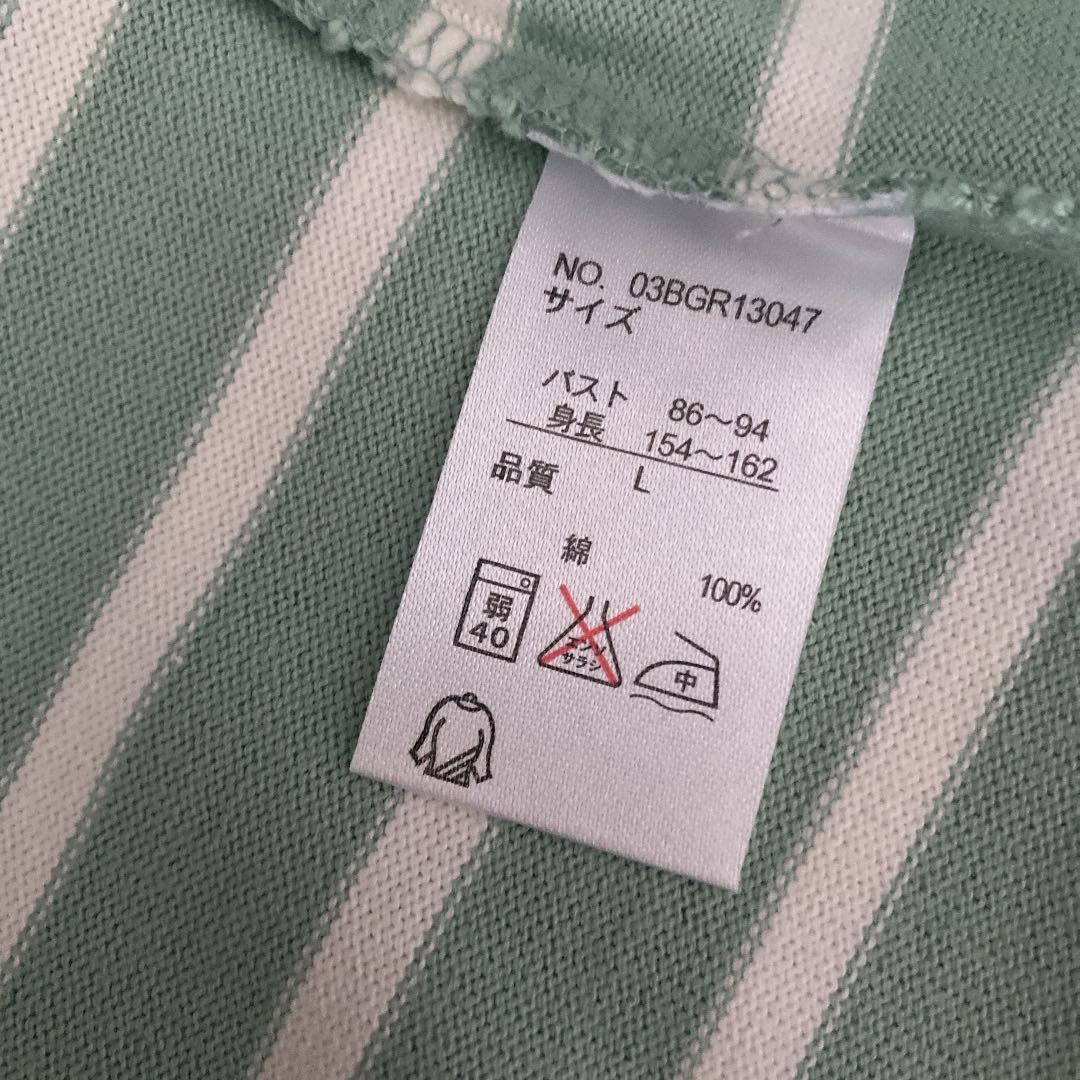 NO. 03BGR13047
サイズ
バスト 86〜94
身長 154〜162
品質 L
綿 100%
弱
40
エンソ
サラシ
中